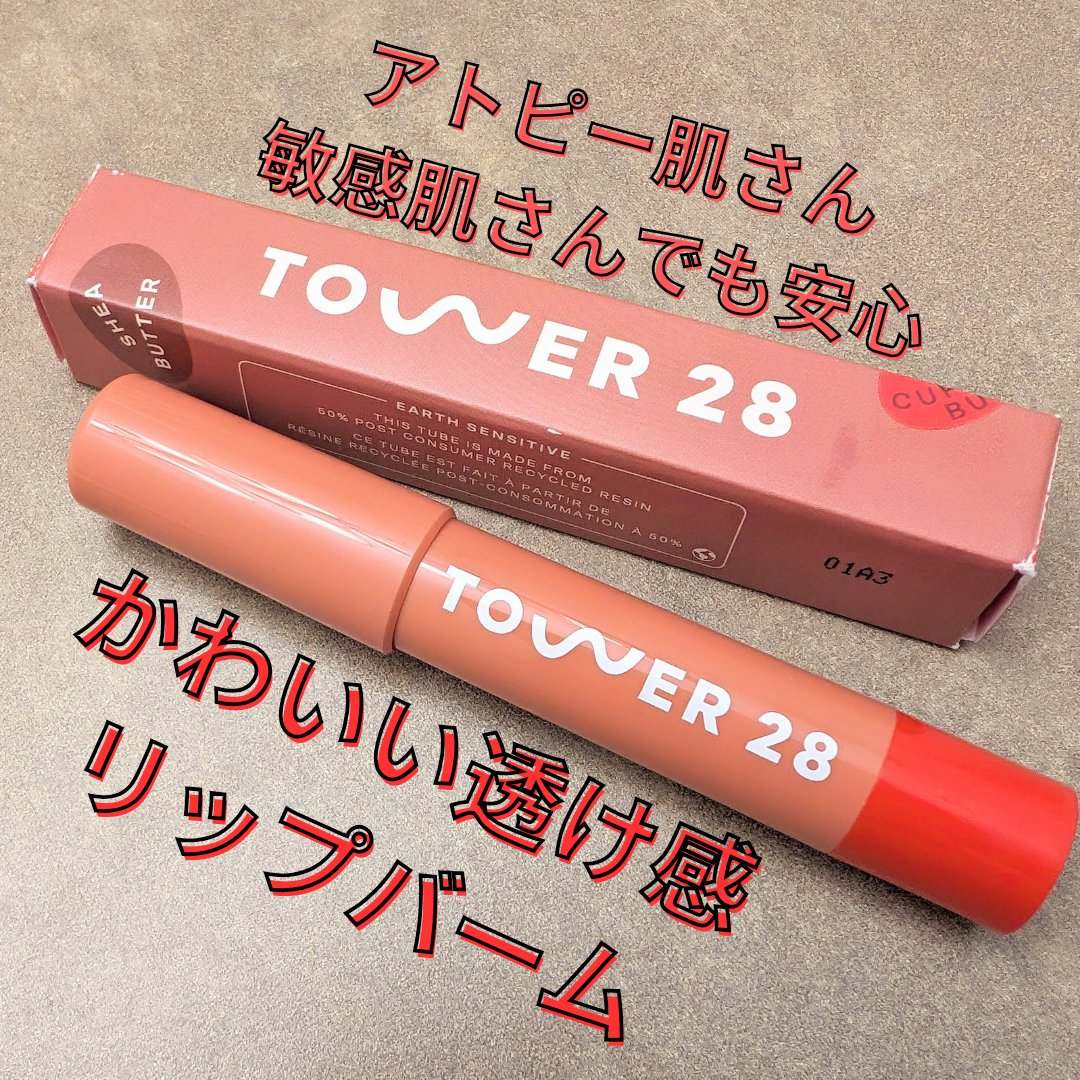 アトピー肌さん
敏感肌さんでも安心
TOWER 28
SHEA
BUTTER
EARTH SENSITIVE
THIS TUBE IS MADE FROM
50% POST CONSUMER RECYCLED RESIN
CE TUBE EST FAIT À PARTIR DE
RÉSINE RECYCLÉE POST-CONSOMMATION À 50%
01A3
TOWER 28
かわいい透け感
リップバーム